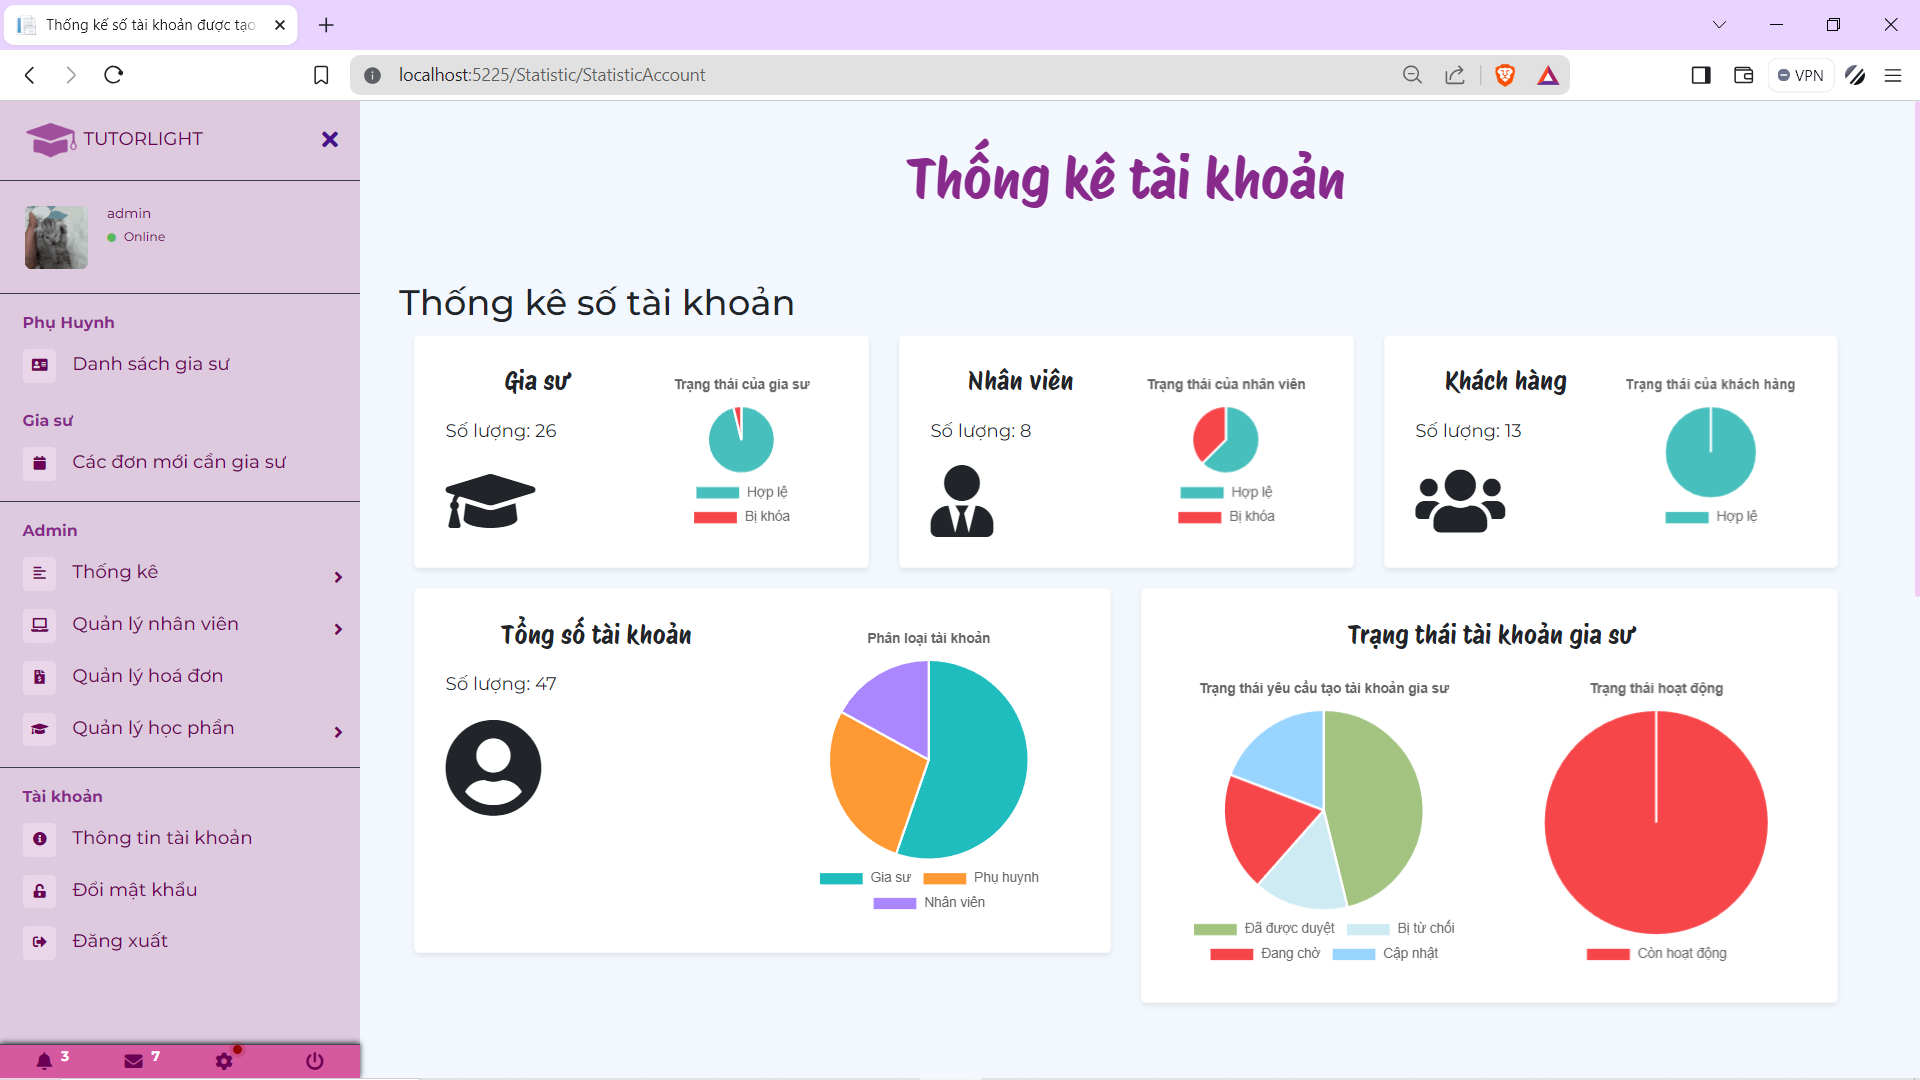 Thống kế số tài khoản được tạo
localhost:5225/Statistic/StatisticAccount
VPN
TUTORLIGHT
admin
Online
Phụ Huynh
Danh sách gia sư
Gia sư
Các đơn mới cần gia sư
Admin
Thống kê
Quản lý nhân viên
Quản lý hoá đơn
Quản lý học phần
Tài khoản
Thông tin tài khoản
Đổi mật khẩu
Đăng xuất
3
7
Thống kê tài khoản
Thống kê số tài khoản
Gia sư
Số lượng: 26
Trạng thái của gia sư
Hợp lệ
Bị khóa
Nhân viên
Số lượng: 8
Trạng thái của nhân viên
Hợp lệ
Bị khóa
Khách hàng
Số lượng: 13
Trạng thái của khách hàng
Hợp lệ
Tổng số tài khoản
Số lượng: 47
Phân loại tài khoản
Gia sư Phụ huynh
Nhân viên
Trạng thái tài khoản gia sư
Trạng thái yêu cầu tạo tài khoản gia sư
Đã được duyệt Bị từ chối
Đang chờ Cập nhật
Trạng thái hoạt động
Còn hoạt động